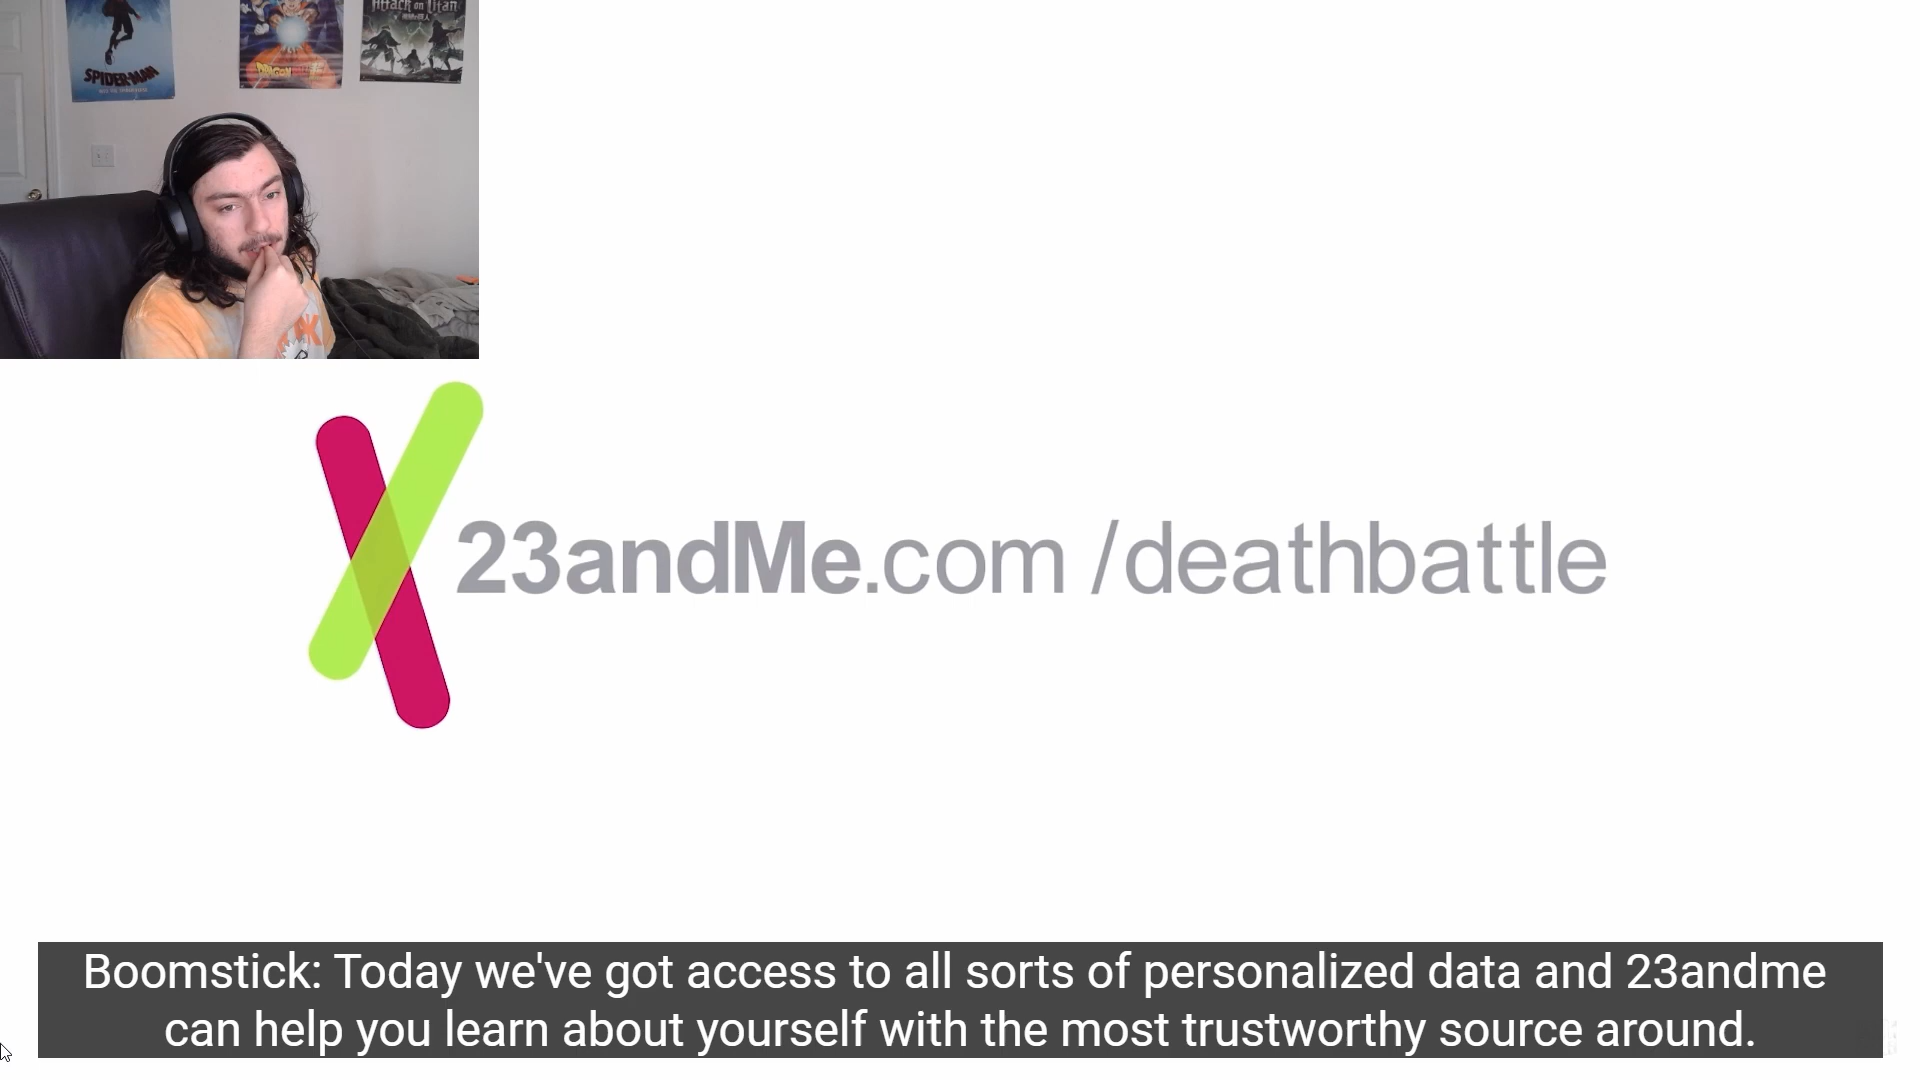 SPIDER-MAN
DRAGON
Attack on Titan
23andMe.com /deathbattle
Boomstick: Today we've got access to all sorts of personalized data and 23andme
can help you learn about yourself with the most trustworthy source around.